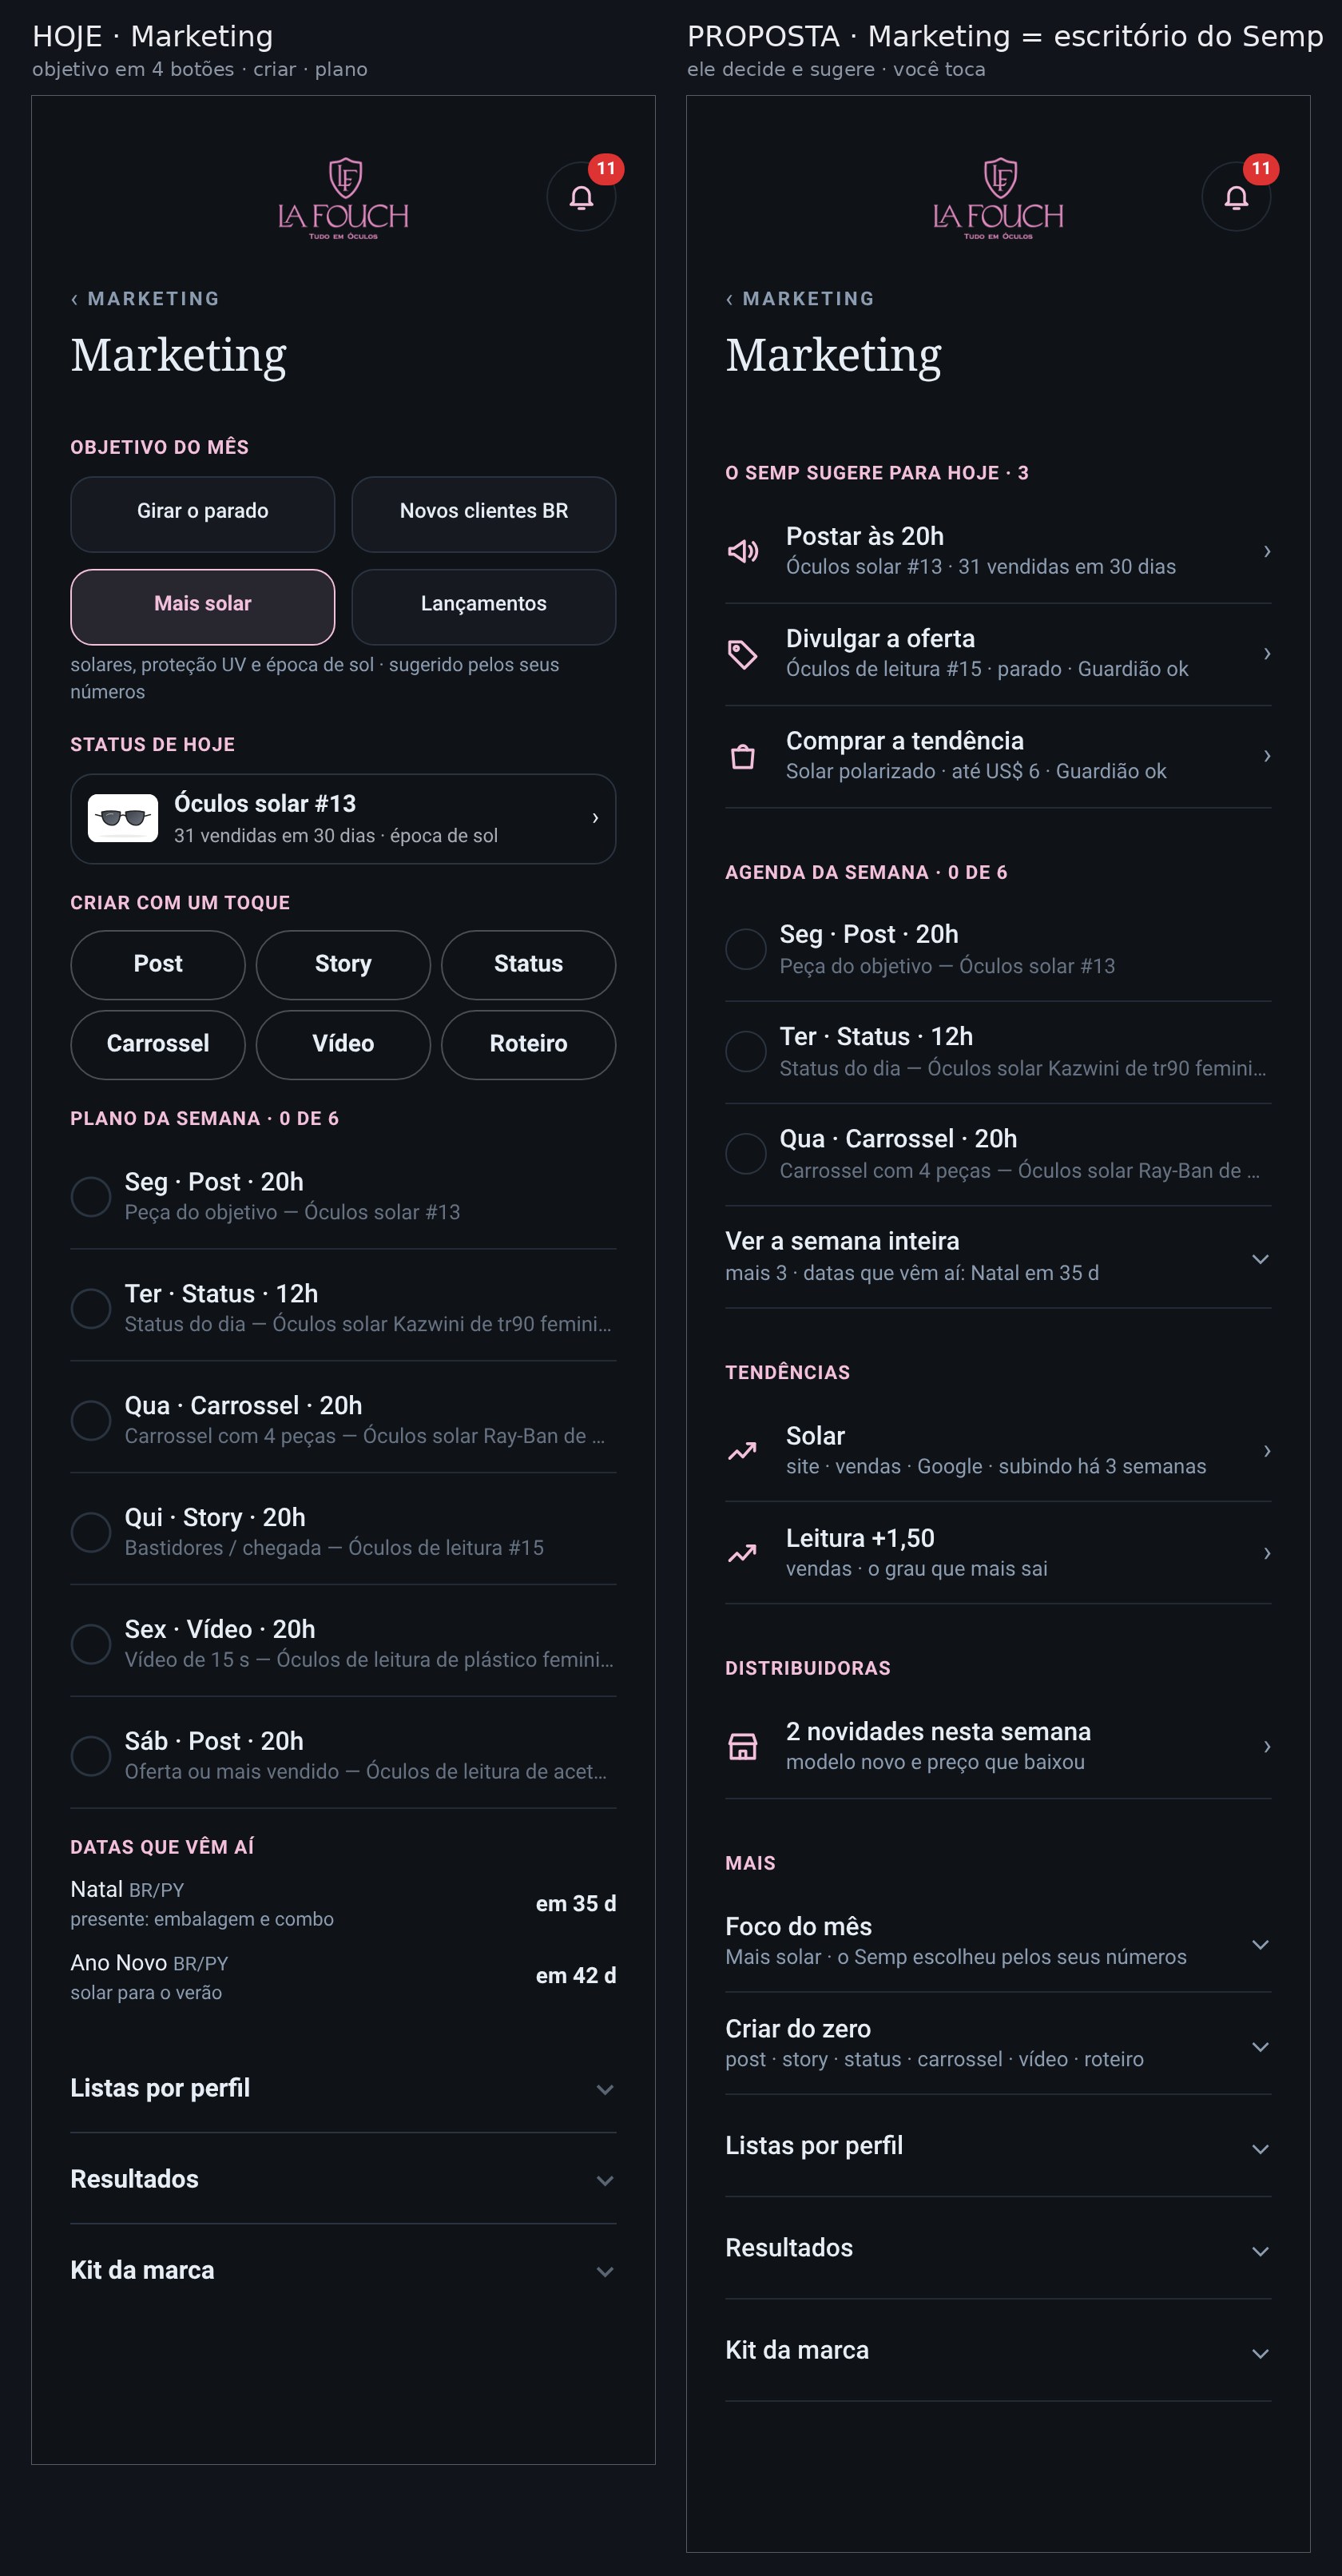 HOJE · Marketing
objetivo em 4 botões · criar · plano
LF
LA FOUCH
TUDO EM ÓCULOS
11
‹ MARKETING
Marketing
OBJETIVO DO MÊS
Girar o parado
Novos clientes BR
Mais solar
Lançamentos
solares, proteção UV e época de sol · sugerido pelos seus
números
STATUS DE HOJE
Óculos solar #13
31 vendidas em 30 dias · época de sol
›
CRIAR COM UM TOQUE
Post
Story
Status
Carrossel
Vídeo
Roteiro
PLANO DA SEMANA · 0 DE 6
Seg · Post · 20h
Peça do objetivo — Óculos solar #13
Ter · Status · 12h
Status do dia — Óculos solar Kazwini de tr90 femini...
Qua · Carrossel · 20h
Carrossel com 4 peças — Óculos solar Ray-Ban de ...
Qui · Story · 20h
Bastidores / chegada — Óculos de leitura #15
Sex · Vídeo · 20h
Vídeo de 15 s — Óculos de leitura de plástico femini...
Sáb · Post · 20h
Oferta ou mais vendido — Óculos de leitura de acet...
DATAS QUE VÊM AÍ
Natal BR/PY
presente: embalagem e combo
em 35 d
Ano Novo BR/PY
solar para o verão
em 42 d
Listas por perfil
Resultados
Kit da marca
PROPOSTA · Marketing = escritório do Semp
ele decide e sugere · você toca
LF
LA FOUCH
TUDO EM ÓCULOS
11
‹ MARKETING
Marketing
O SEMP SUGERE PARA HOJE · 3
Postar às 20h
Óculos solar #13 · 31 vendidas em 30 dias
›
Divulgar a oferta
Óculos de leitura #15 · parado · Guardião ok
›
Comprar a tendência
Solar polarizado · até US$ 6 · Guardião ok
›
AGENDA DA SEMANA · 0 DE 6
Seg · Post · 20h
Peça do objetivo — Óculos solar #13
Ter · Status · 12h
Status do dia — Óculos solar Kazwini de tr90 femini...
Qua · Carrossel · 20h
Carrossel com 4 peças — Óculos solar Ray-Ban de ...
Ver a semana inteira
mais 3 · datas que vêm aí: Natal em 35 d
TENDÊNCIAS
Solar
site · vendas · Google · subindo há 3 semanas
›
Leitura +1,50
vendas · o grau que mais sai
›
DISTRIBUIDORAS
2 novidades nesta semana
modelo novo e preço que baixou
›
MAIS
Foco do mês
Mais solar · o Semp escolheu pelos seus números
Criar do zero
post · story · status · carrossel · vídeo · roteiro
Listas por perfil
Resultados
Kit da marca